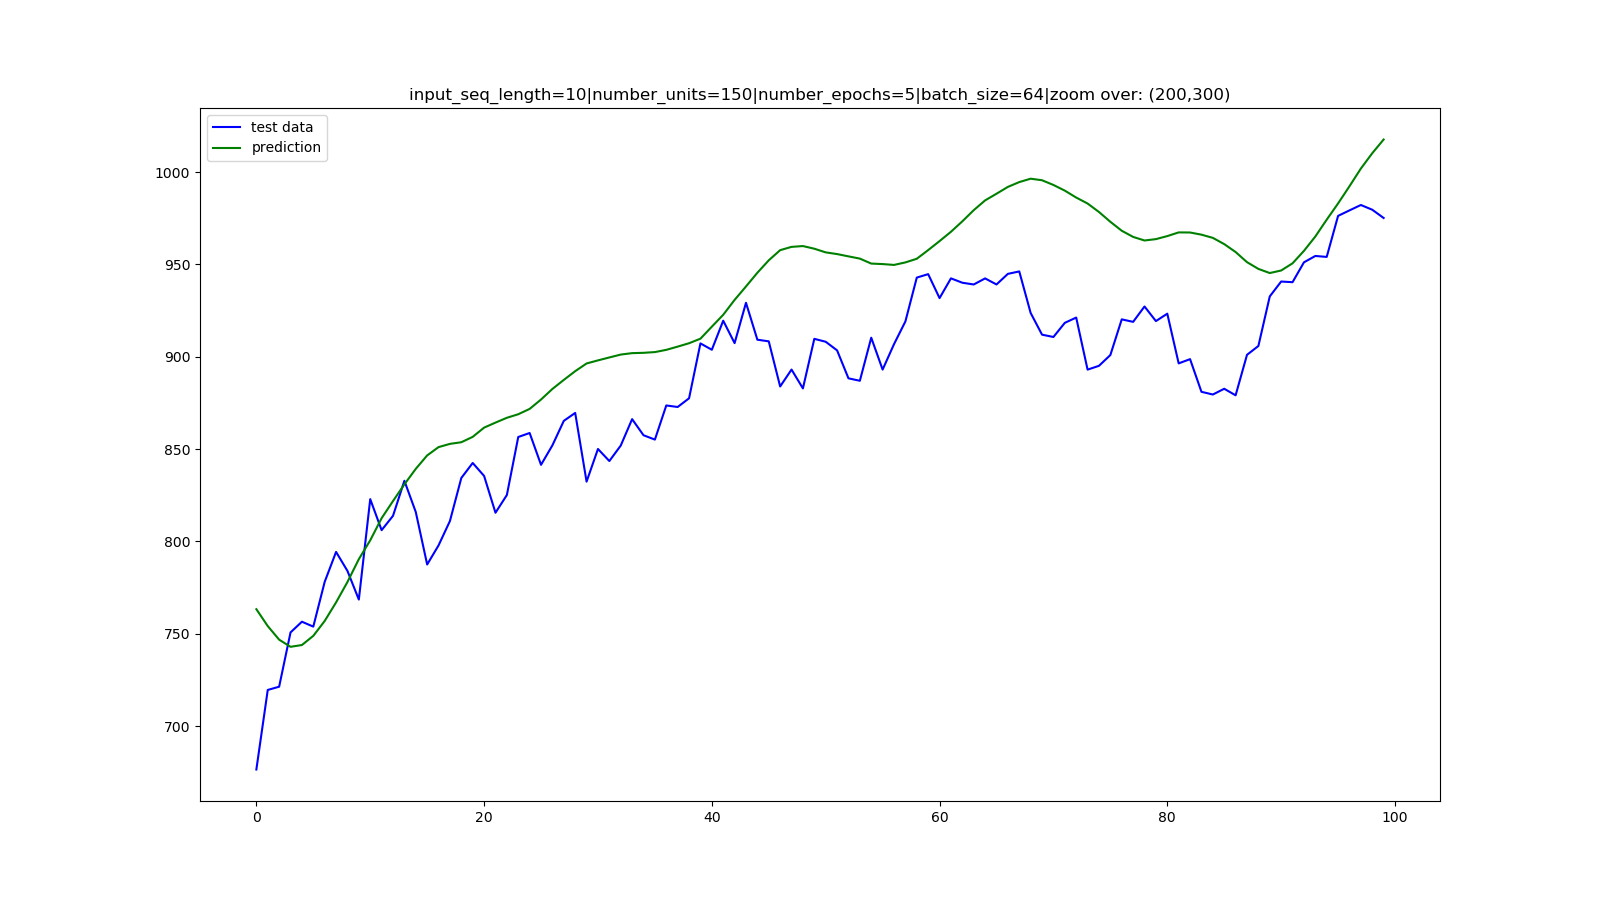 input_seq_length=10|number_units=150|number_epochs=5|batch_size=64|zoom over: (200,300)
test data
prediction
1000
950
900
850
800
750
700
0 20 40 60 80 100